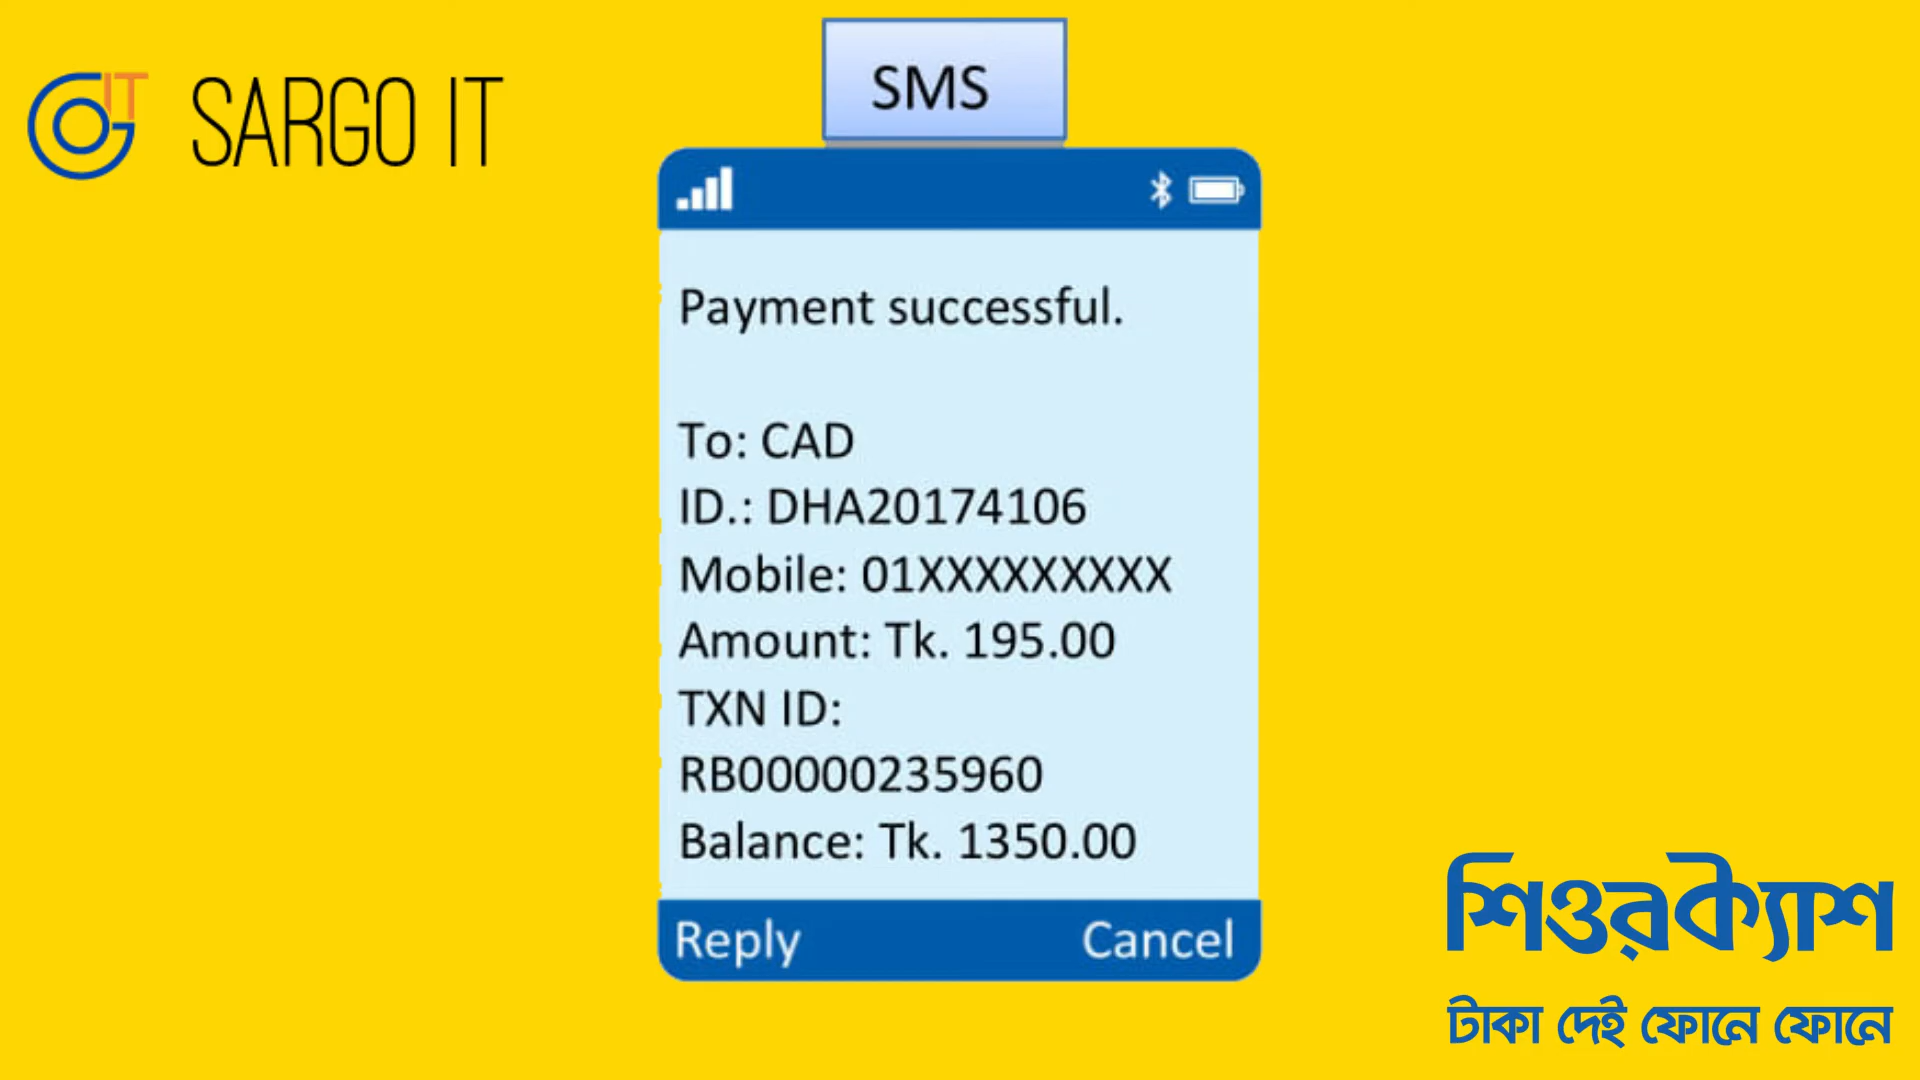 SMS
IT
SARGO IT
Payment successful.
To: CAD
ID.: DHA20174106
Mobile: 01XXXXXXXXX
Amount: Tk. 195.00
TXN ID:
RB00000235960
Balance: Tk. 1350.00
Reply
Cancel
শিওরক্যাশ
টাকা দেই ফোনে ফোনে